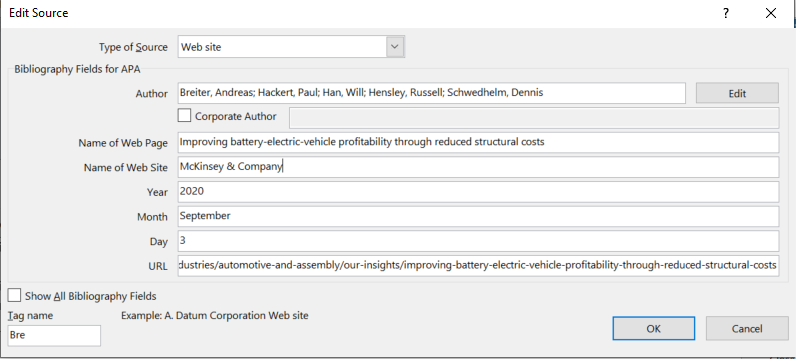 Edit Source
?
Type of Source Web site
Bibliography Fields for APA
Author Breiter, Andreas; Hackert, Paul; Han, Will; Hensley, Russell; Schwedhelm, Dennis Edit
Corporate Author
Name of Web Page Improving battery-electric-vehicle profitability through reduced structural costs
Name of Web Site McKinsey & Company
Year 2020
Month September
Day 3
URL dustries/automotive-and-assembly/our-insights/improving-battery-electric-vehicle-profitability-through-reduced-structural-costs
Show All Bibliography Fields
Tag name Example: A. Datum Corporation Web site
Bre OK Cancel